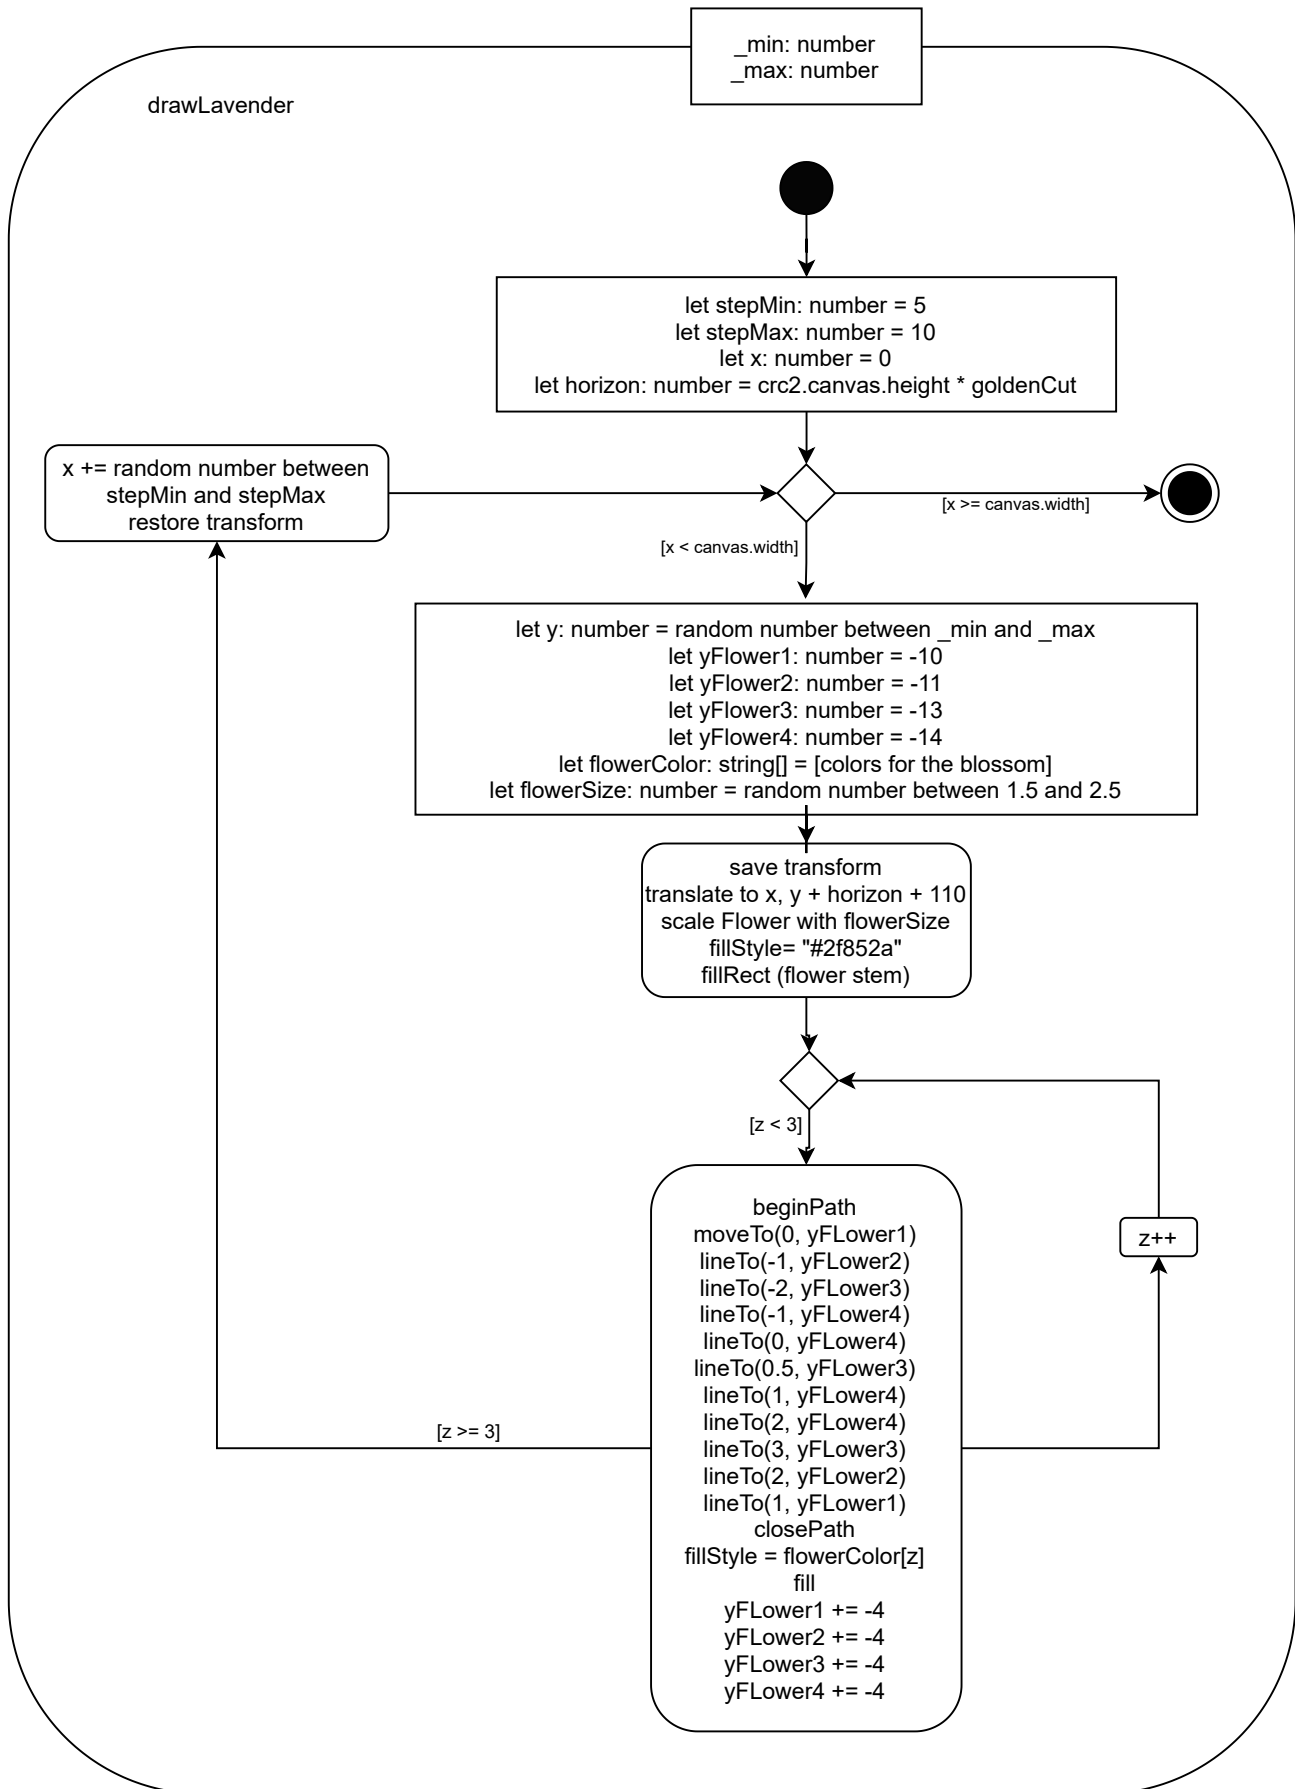 _min: number
_max: number
drawLavender
let stepMin: number = 5
let stepMax: number = 10
let x: number = 0
let horizon: number = crc2.canvas.height * goldenCut
x += random number between
stepMin and stepMax
restore transform
[x >= canvas.width]
[x < canvas.width]
let y: number = random number between _min and _max
let yFlower1: number = -10
let yFlower2: number = -11
let yFlower3: number = -13
let yFlower4: number = -14
let flowerColor: string[] = [colors for the blossom]
let flowerSize: number = random number between 1.5 and 2.5
save transform
translate to x, y + horizon + 110
scale Flower with flowerSize
fillStyle= "#2f852a"
fillRect (flower stem)
[z < 3]
beginPath
moveTo(0, yFLower1)
lineTo(-1, yFLower2)
lineTo(-2, yFLower3)
lineTo(-1, yFLower4)
lineTo(0, yFLower4)
lineTo(0.5, yFLower3)
lineTo(1, yFLower4)
lineTo(2, yFLower4)
lineTo(3, yFLower3)
lineTo(2, yFLower2)
lineTo(1, yFLower1)
closePath
fillStyle = flowerColor[z]
fill
yFLower1 += -4
yFLower2 += -4
yFLower3 += -4
yFLower4 += -4
z++
[z >= 3]